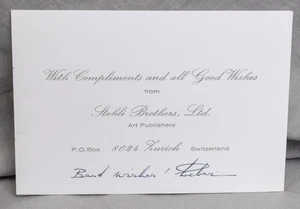 With Compliments and all Good Wishes
from
Stehli Brothers, Ltd.
Art Publishers
P.O. Box 8024 Zurich Switzerland
Best wishes!